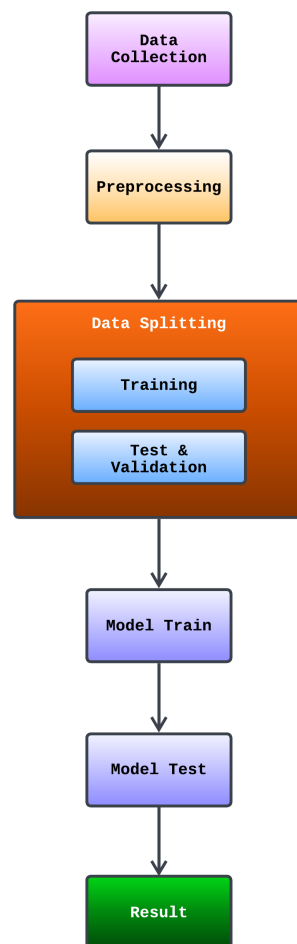 Data
Collection
Preprocessing
Data Splitting
Training
Test &
Validation
Model Train
Model Test
Result